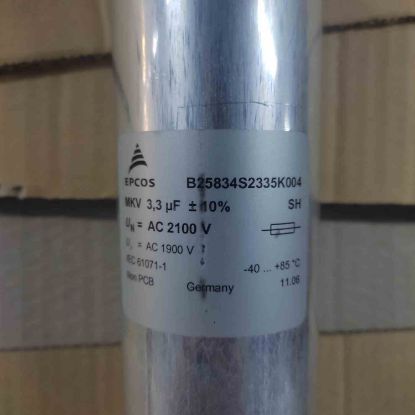 EPCOS B25834S2335K004
MKV 3,3 µF ± 10% SH
UN = AC 2100 V
= AC 1900 V
IEC 61071-1 -40 ... +85 °C
Non PCB Germany 11.06